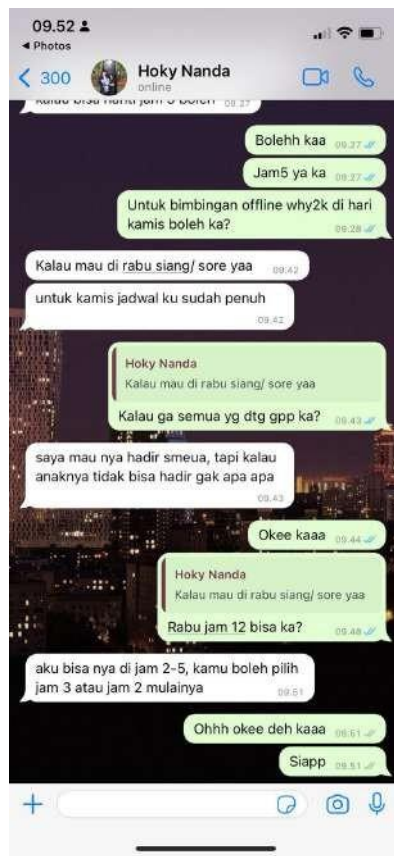 09.52
◀ Photos
300
Hoky Nanda
online
kalau bisa nanti jam 5 boleh 09.27
Bolehh kaa 09.27
Jam5 ya ka 09.27
Untuk bimbingan offline why2k di hari
kamis boleh ka? 09.28
Kalau mau di rabu siang/ sore yaa 09.42
untuk kamis jadwal ku sudah penuh
09.42
Hoky Nanda
Kalau mau di rabu siang/ sore yaa
Kalau ga semua yg dtg gpp ka? 09.43
saya mau nya hadir smeua, tapi kalau
anaknya tidak bisa hadir gak apa apa
09.43
Okee kaaa 09.44
Hoky Nanda
Kalau mau di rabu siang/ sore yaa
Rabu jam 12 bisa ka? 09.48
aku bisa nya di jam 2-5, kamu boleh pilih
jam 3 atau jam 2 mulainya 09.51
Ohhh okee deh kaaa 09.51
Siapp 09.51